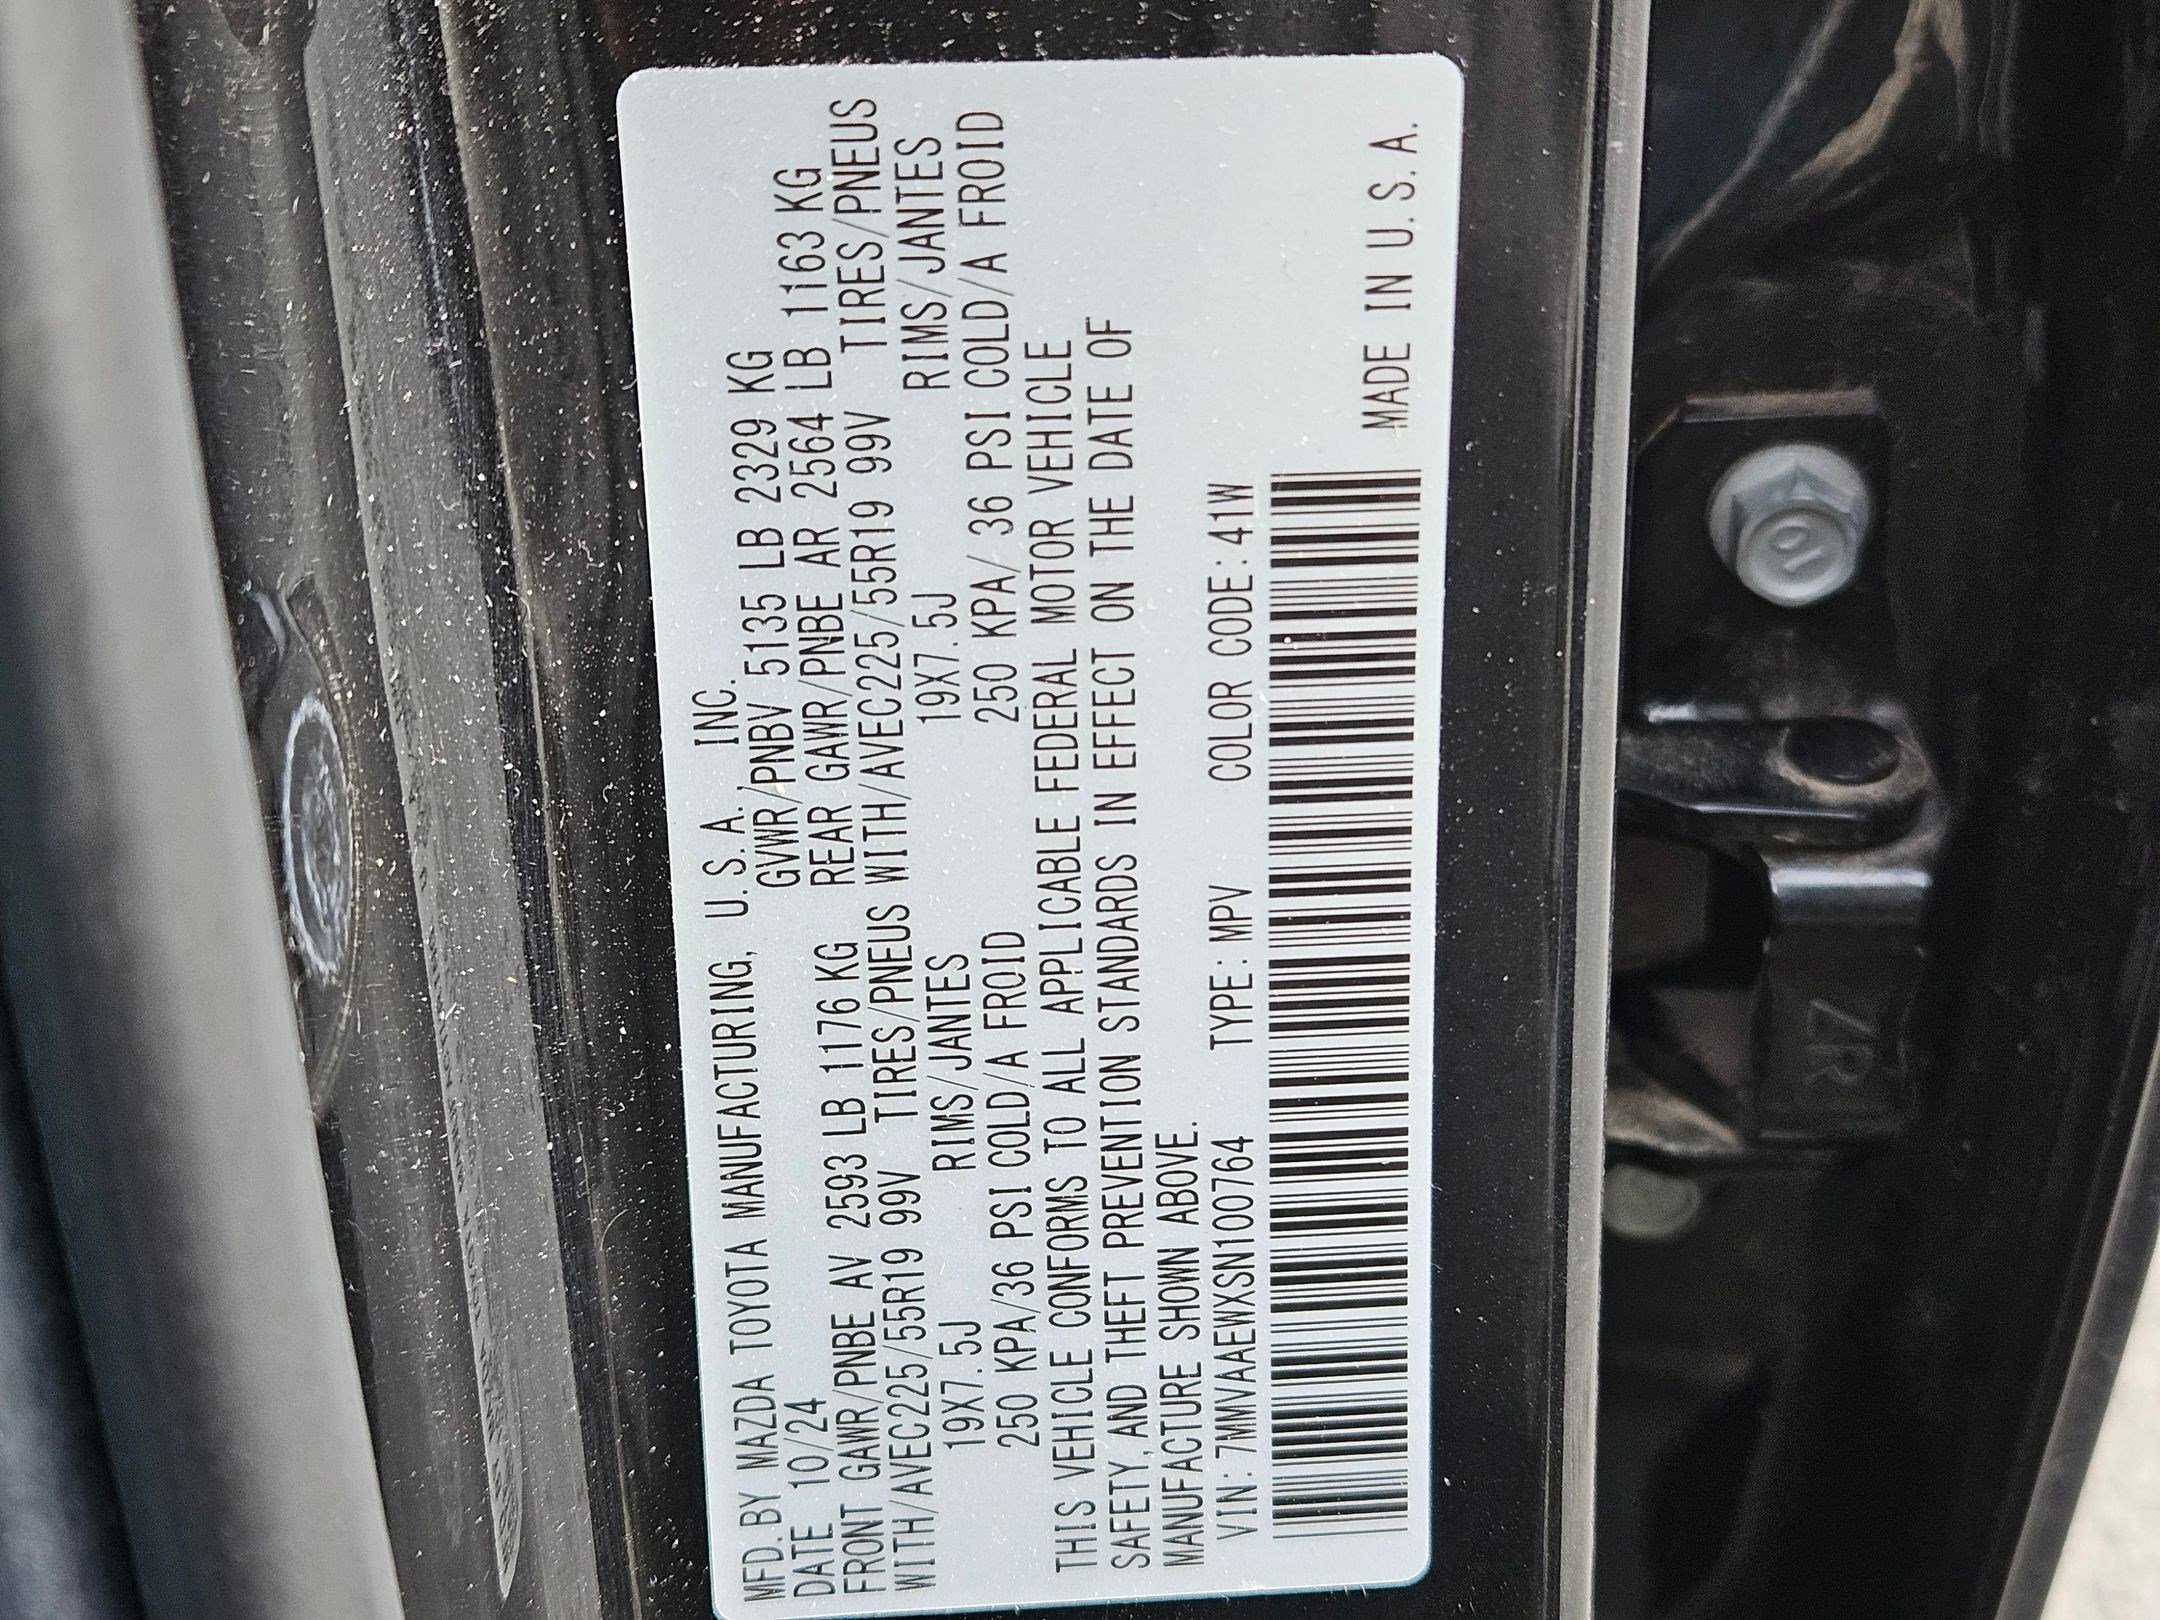 MFD.BY MAZDA TOYOTA MANUFACTURING, U.S.A., INC.
DATE 10/24 GVWR/PNBV 5135 LB 2329 KG
FRONT GAWR/PNBE AV 2593 LB 1176 KG REAR GAWR/PNBE AR 2564 LB 1163 KG
WITH/AVEC225/55R19 99V TIRES/PNEUS WITH/AVEC225/55R19 99V TIRES/PNEUS
19X7.5J RIMS/JANTES 19X7.5J RIMS/JANTES
250 KPA/36 PSI COLD/A FROID 250 KPA/ 36 PSI COLD/A FROID
THIS VEHICLE CONFORMS TO ALL APPLICABLE FEDERAL MOTOR VEHICLE
SAFETY, AND THEFT PREVENTION STANDARDS IN EFFECT ON THE DATE OF
MANUFACTURE SHOWN ABOVE.
VIN: 7MMVAAEWXSN100764 TYPE: MPV COLOR CODE: 41W
MADE IN U.S.A.
ZR